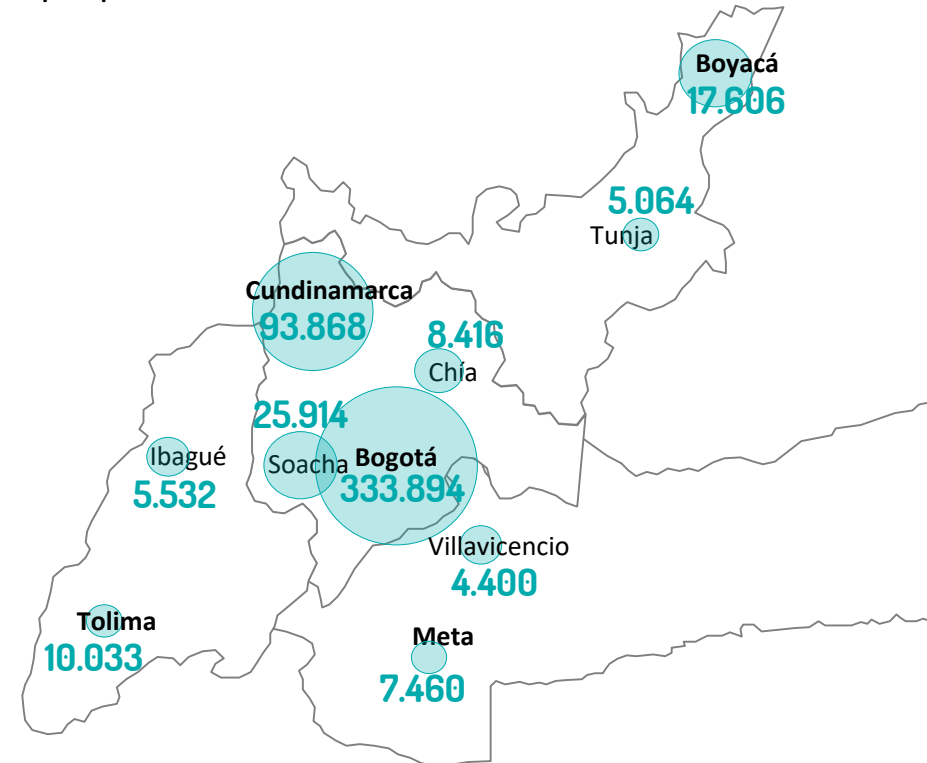 Boyacá
17.606
5.064
Tunja
Cundinamarca
93.868
8.416
Chía
25.914
Soacha
Bogotá
333.894
Ibagué
5.532
Villavicencio
4.400
Tolima
10.033
Meta
7.460